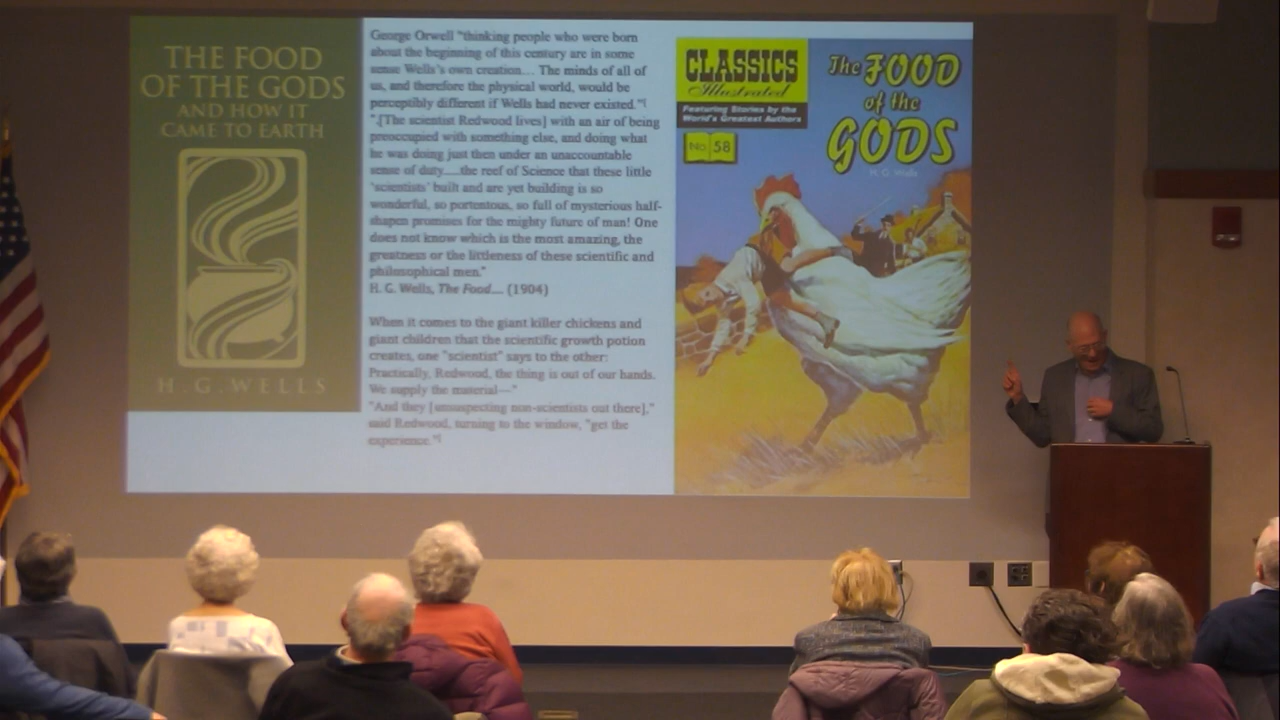 THE FOOD
OF THE GODS
AND HOW IT
CAME TO EARTH
H. G. WELLS
George Orwell "thinking people who were born
about the beginning of this century are in some
sense Wells's own creation... The minds of all of
us, and therefore the physical world, would be
perceptibly different if Wells had never existed."
".[The scientist Redwood lives] with an air of being
preoccupied with something else, and doing what
he was doing just then under an unaccountable
sense of duty.....the reef of Science that these little
'scientists' built and are yet building is so
wonderful, so portentous, so full of mysterious half-
shapen promises for the mighty future of man! One
does not know which is the most amazing, the
greatness or the littleness of these scientific and
philosophical men."
H. G. Wells, The Food.... (1904)
When it comes to the giant killer chickens and
giant children that the scientific growth potion
creates, one "scientist" says to the other:
Practically, Redwood, the thing is out of our hands.
We supply the material—"
"And they [unsuspecting non-scientists out there],"
said Redwood, turning to the window, "get the
experience."
CLASSICS
Illustrated
Featuring Stories by the
World's Greatest Authors
No 58
The FOOD
of the
GODS
H. G. Wells